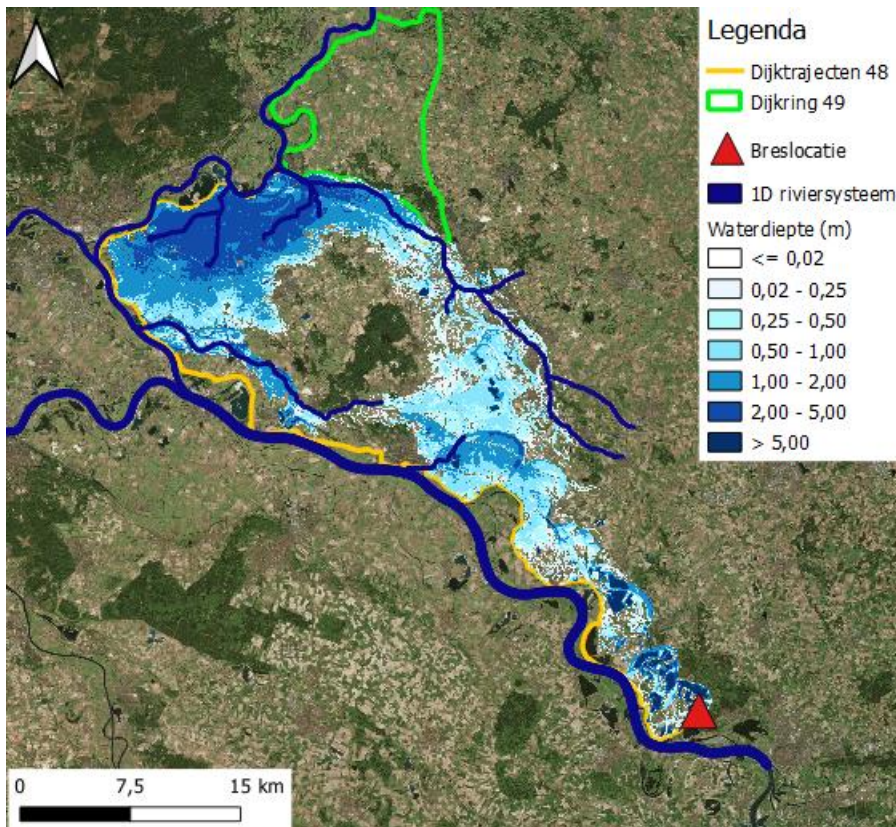 Legenda
Dijktrajecten 48
Dijkring 49
Breslocatie
1D riviersysteem
Waterdiepte (m)
<= 0,02
0,02 - 0,25
0,25 - 0,50
0,50 - 1,00
1,00 - 2,00
2,00 - 5,00
> 5,00
0 7,5 15 km